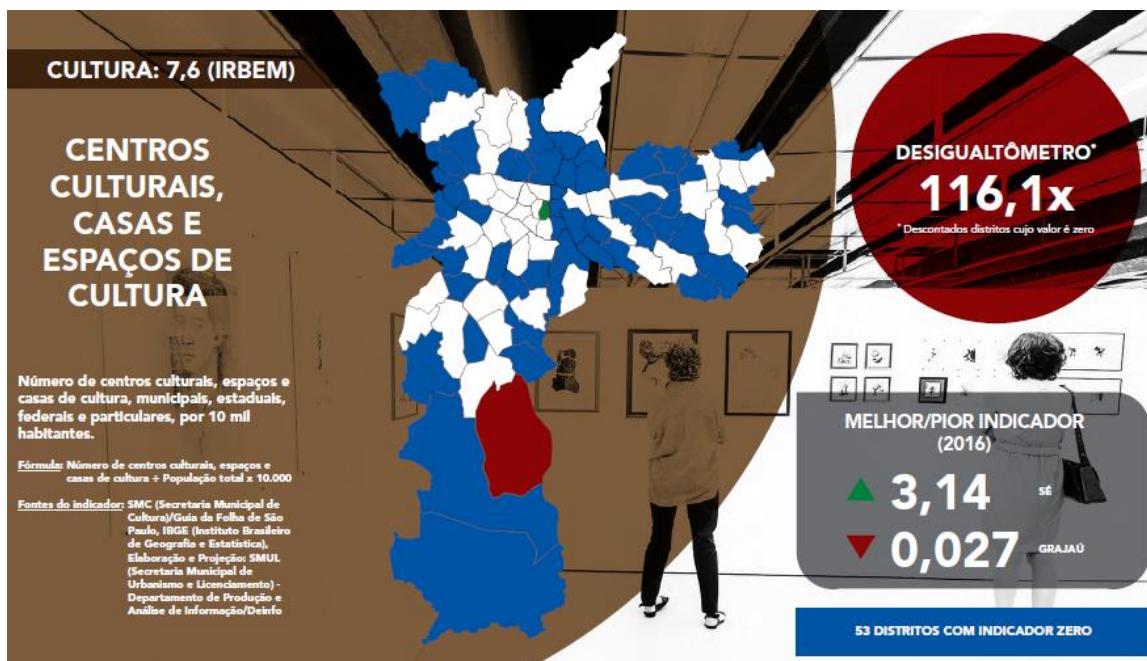 CULTURA: 7,6 (IRBEM)
CENTROS
CULTURAIS,
CASAS E
ESPAÇOS DE
CULTURA
Número de centros culturais, espaços e
casas de cultura, municipais, estaduais,
federais e particulares, por 10 mil
habitantes.
Fórmula: Número de centros culturais, espaços e
casas de cultura ÷ População total x 10.000
Fontes do indicador: SMC (Secretaria Municipal de
Cultura)/Guia da Folha de São
Paulo, IBGE (Instituto Brasileiro
de Geografia e Estatística),
Elaboração e Projeção: SMUL
(Secretaria Municipal de
Urbanismo e Licenciamento) -
Departamento de Produção e
Análise de Informação/Deinfo
DESIGUALTÔMETRO*
116,1x
* Descontados distritos cujo valor é zero
MELHOR/PIOR INDICADOR
(2016)
3,14 SÉ
0,027 GRAJAÚ
53 DISTRITOS COM INDICADOR ZERO